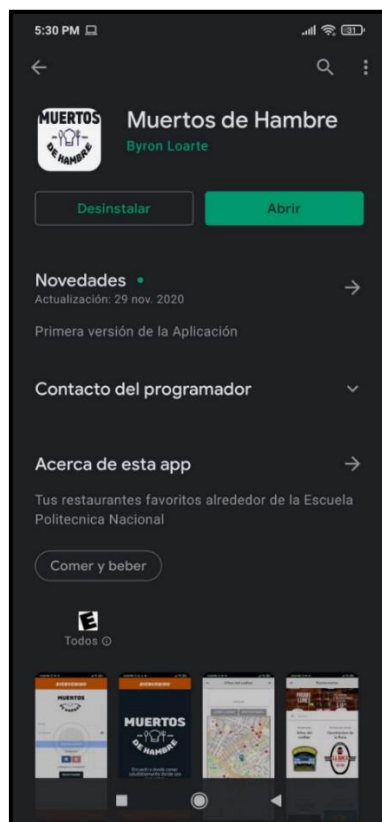 5:30 PM
31
MUERTOS
DE HAMBRE
Muertos de Hambre
Byron Loarte
Desinstalar
Abrir
Novedades
Actualización: 29 nov. 2020
Primera versión de la Aplicación
Contacto del programador
Acerca de esta app
Tus restaurantes favoritos alrededor de la Escuela
Politecnica Nacional
Comer y beber
E
Todos
MUERTOS
MUERTOS
DE HAMBRE